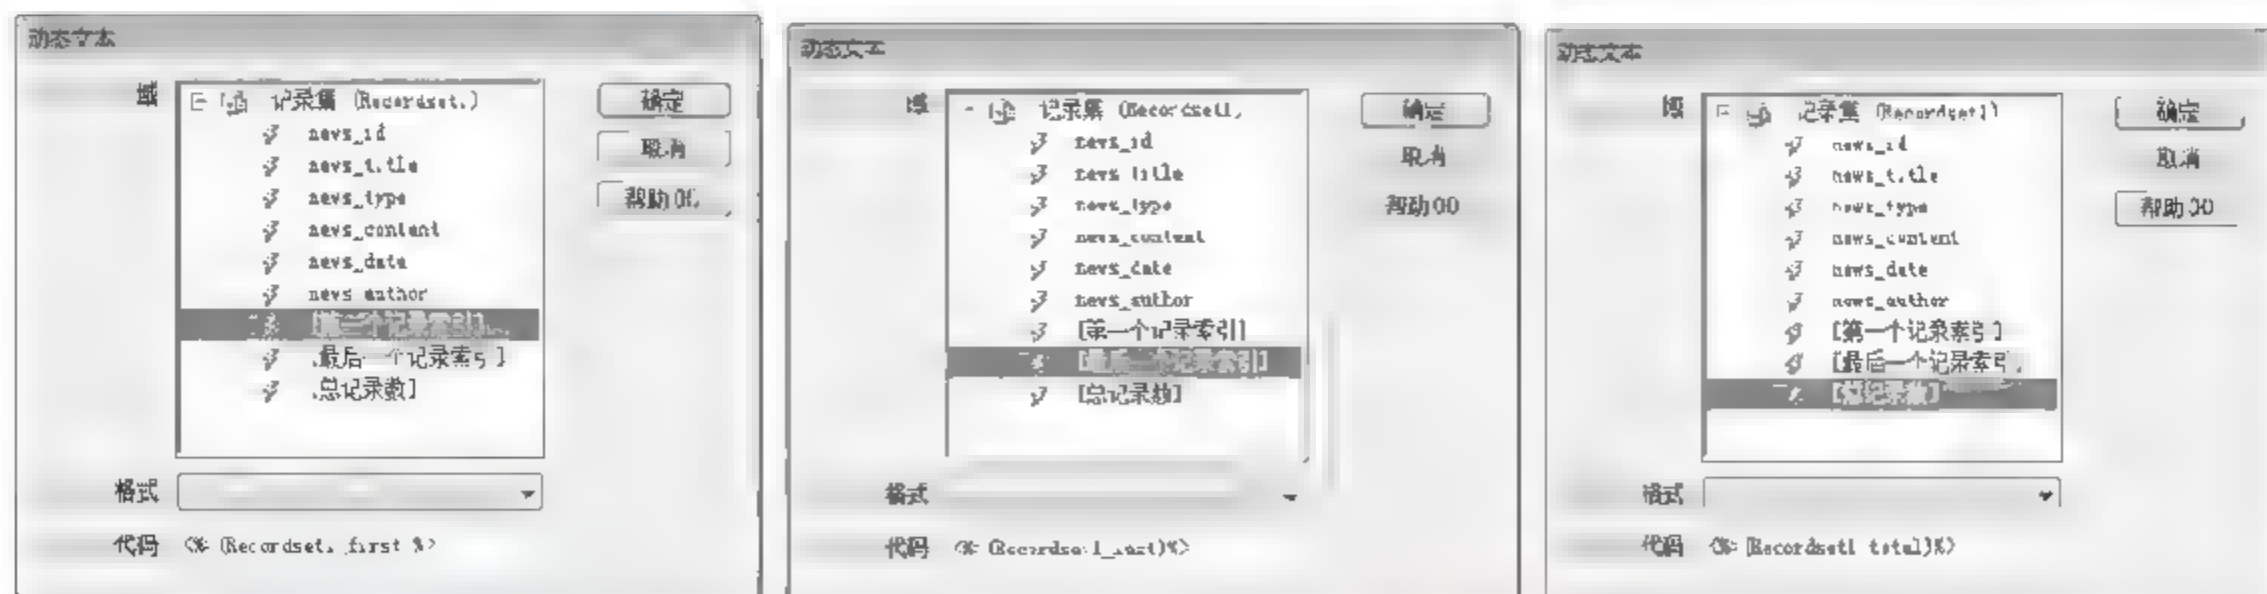 动态文本
域
记录集 (Recordset1)
确定
news_id
取消
news_title
news_type
帮助
news_content
news_date
news_author
[第一个记录索引]
[最后一个记录索引]
[总记录数]
格式
代码
动态文本
域
记录集 (Recordset1)
确定
news_id
取消
news_title
news_type
帮助
news_content
news_date
news_author
[第一个记录索引]
[最后一个记录索引]
[总记录数]
格式
代码
动态文本
域
记录集 (Recordset1)
确定
news_id
取消
news_title
news_type
帮助
news_content
news_date
news_author
[第一个记录索引]
[最后一个记录索引]
[总记录数]
格式
代码 <%=(Recordset1_total)%>